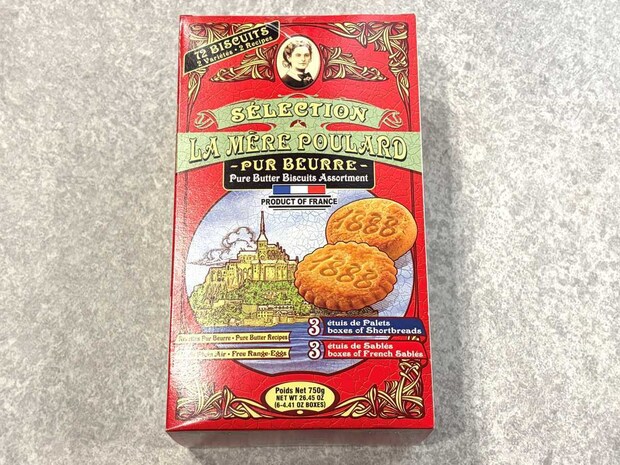 72 BISCUITS
2 Variétés - 2 Recipes
SÉLECTION
LA MÈRE POULARD
- PUR BEURRE -
Pure Butter Biscuits Assortment
PRODUCT OF FRANCE
1888
1888
3 étuis de Palets
boxes of Shortbreads
Pur Beurre - Pure Butter Recipes
3 étuis de Sablés
boxes of French Sablés
Plein Air - Free Range-Eggs
Poids Net 750g
NET WT 26.45 OZ
(6-4.41 OZ BOXES)